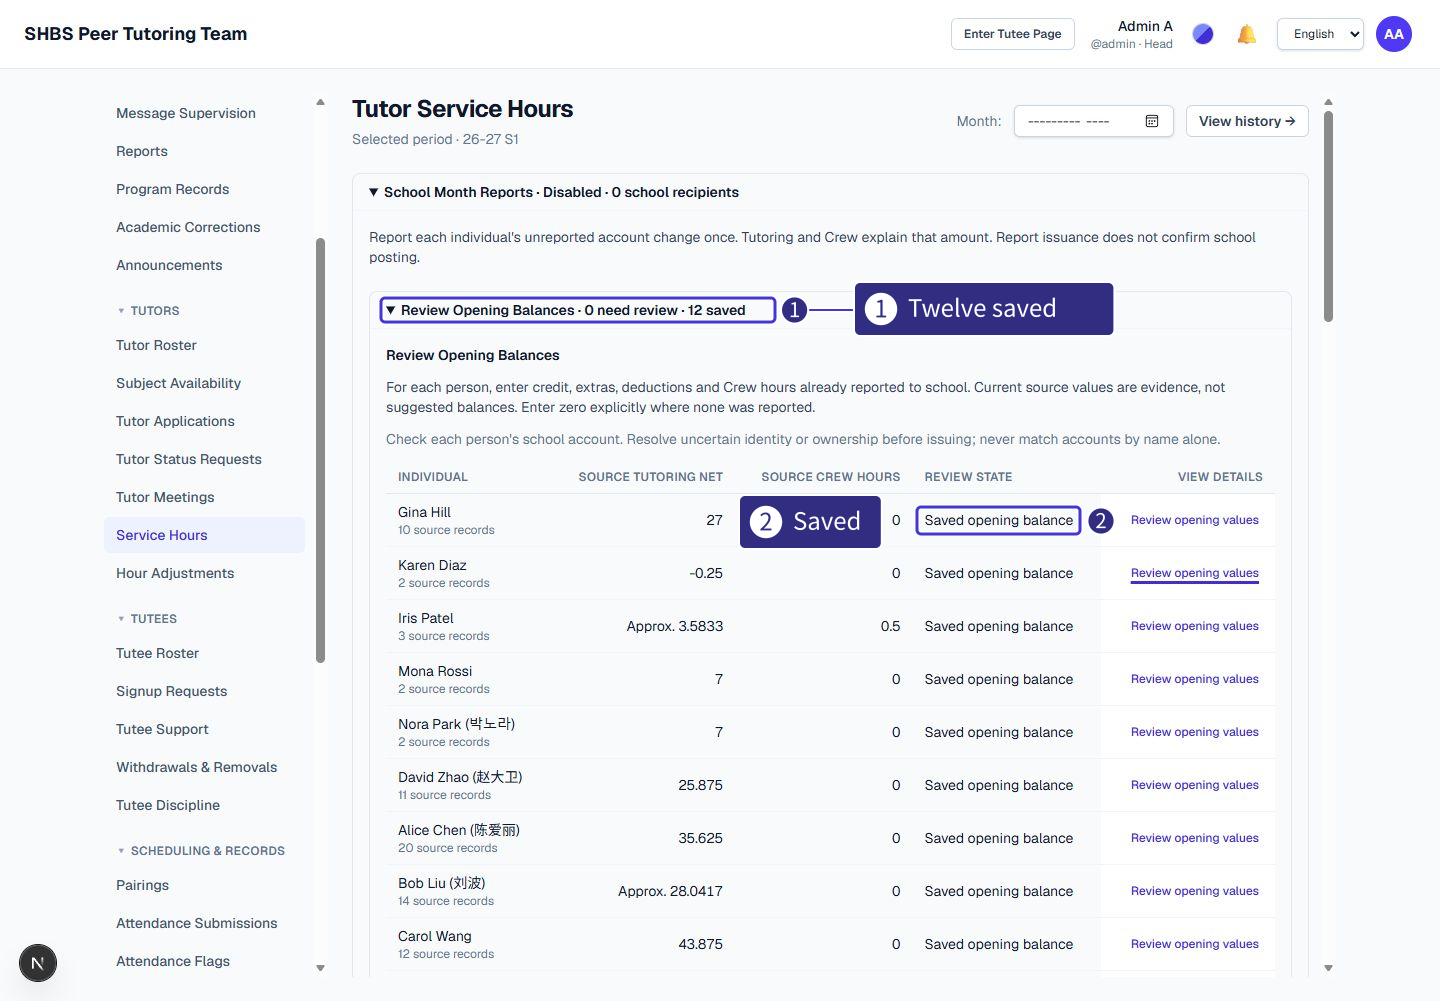 SHBS Peer Tutoring Team
Enter Tutee Page
Admin A
@admin · Head
English
AA
Message Supervision
Reports
Program Records
Academic Corrections
Announcements
▼ TUTORS
Tutor Roster
Subject Availability
Tutor Applications
Tutor Status Requests
Tutor Meetings
Service Hours
Hour Adjustments
▼ TUTEES
Tutee Roster
Signup Requests
Tutee Support
Withdrawals & Removals
Tutee Discipline
▼ SCHEDULING & RECORDS
Pairings
Attendance Submissions
Attendance Flags
N
Tutor Service Hours
Selected period · 26-27 S1
Month:
--------- ----
View history →
▼ School Month Reports · Disabled · 0 school recipients
Report each individual's unreported account change once. Tutoring and Crew explain that amount. Report issuance does not confirm school
posting.
▼ Review Opening Balances · 0 need review · 12 saved
1
1 Twelve saved
Review Opening Balances
For each person, enter credit, extras, deductions and Crew hours already reported to school. Current source values are evidence, not
suggested balances. Enter zero explicitly where none was reported.
Check each person's school account. Resolve uncertain identity or ownership before issuing; never match accounts by name alone.
INDIVIDUAL SOURCE TUTORING NET SOURCE CREW HOURS REVIEW STATE VIEW DETAILS
Gina Hill
10 source records
27
2 Saved
0
Saved opening balance
2
Review opening values
Karen Diaz
2 source records
-0.25
0
Saved opening balance
Review opening values
Iris Patel
3 source records
Approx. 3.5833
0.5
Saved opening balance
Review opening values
Mona Rossi
2 source records
7
0
Saved opening balance
Review opening values
Nora Park (박노라)
2 source records
7
0
Saved opening balance
Review opening values
David Zhao (赵大卫)
11 source records
25.875
0
Saved opening balance
Review opening values
Alice Chen (陈爱丽)
20 source records
35.625
0
Saved opening balance
Review opening values
Bob Liu (刘波)
14 source records
Approx. 28.0417
0
Saved opening balance
Review opening values
Carol Wang
12 source records
43.875
0
Saved opening balance
Review opening values